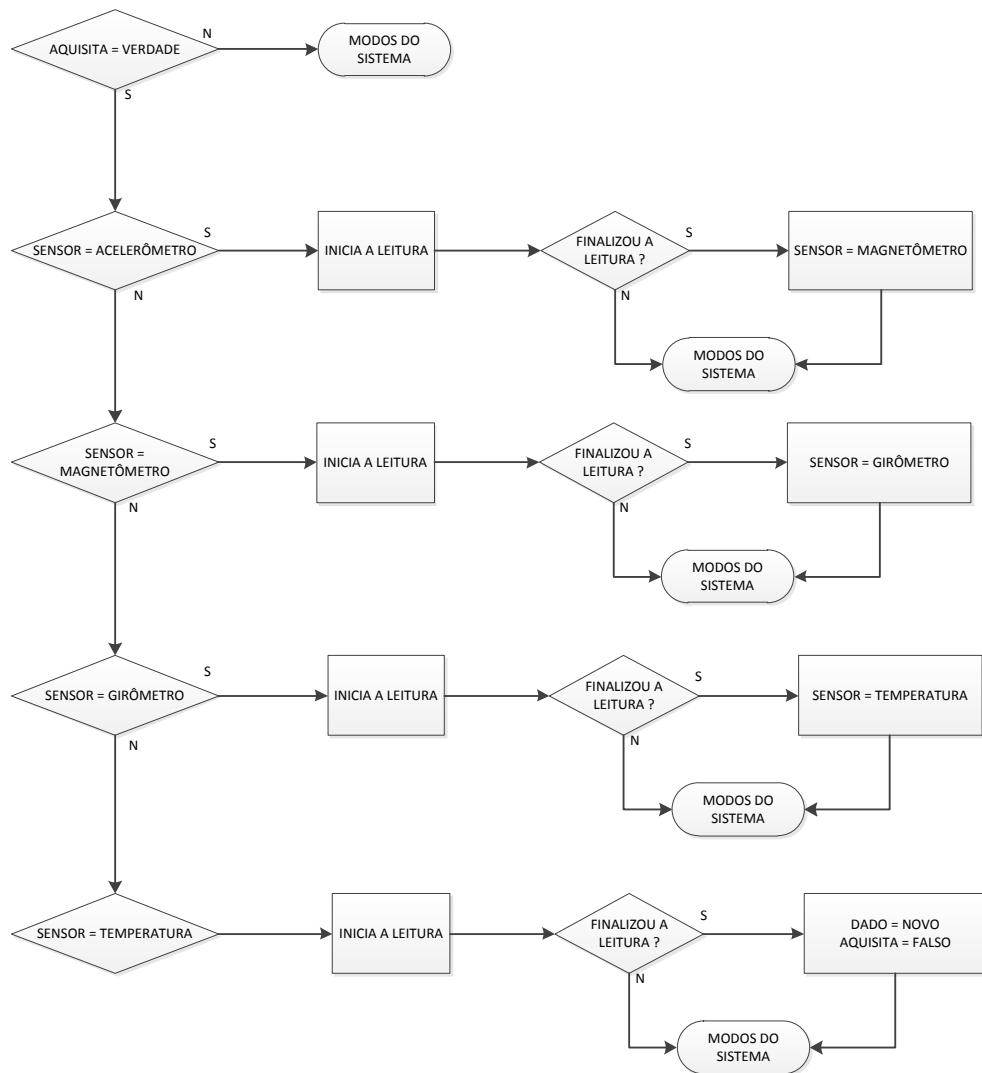 AQUISITA = VERDADE
N
MODOS DO
SISTEMA
S
SENSOR = ACELERÔMETRO
S
INICIA A LEITURA
FINALIZOU A
LEITURA ?
S
SENSOR = MAGNETÔMETRO
N
N
MODOS DO
SISTEMA
SENSOR =
MAGNETÔMETRO
S
INICIA A LEITURA
FINALIZOU A
LEITURA ?
S
SENSOR = GIRÔMETRO
N
N
MODOS DO
SISTEMA
SENSOR = GIRÔMETRO
S
INICIA A LEITURA
FINALIZOU A
LEITURA ?
S
SENSOR = TEMPERATURA
N
N
MODOS DO
SISTEMA
SENSOR = TEMPERATURA
INICIA A LEITURA
FINALIZOU A
LEITURA ?
S
DADO = NOVO
AQUISITA = FALSO
N
MODOS DO
SISTEMA